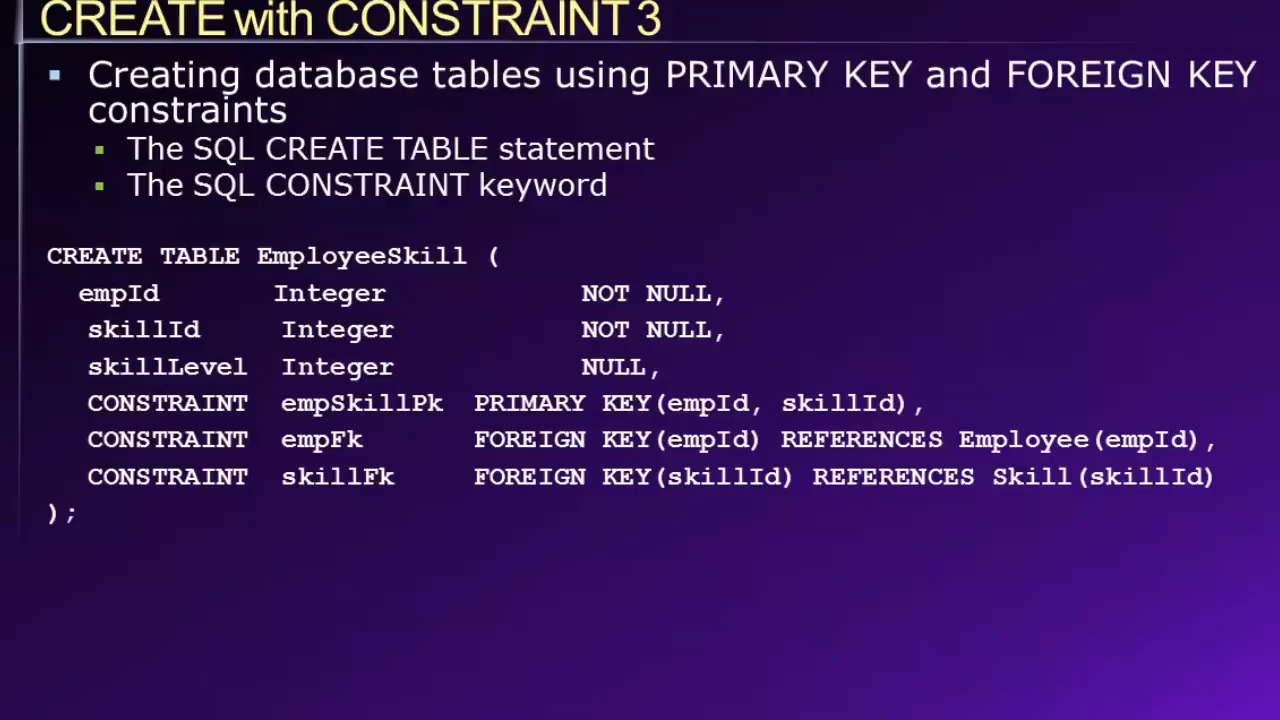 CREATE with CONSTRAINT 3
Creating database tables using PRIMARY KEY and FOREIGN KEY
constraints
The SQL CREATE TABLE statement
The SQL CONSTRAINT keyword
CREATE TABLE EmployeeSkill (
empId Integer NOT NULL,
skillId Integer NOT NULL,
skillLevel Integer NULL,
CONSTRAINT empSkillPk PRIMARY KEY(empId, skillId),
CONSTRAINT empFk FOREIGN KEY(empId) REFERENCES Employee(empId),
CONSTRAINT skillFk FOREIGN KEY(skillId) REFERENCES Skill(skillId)
);